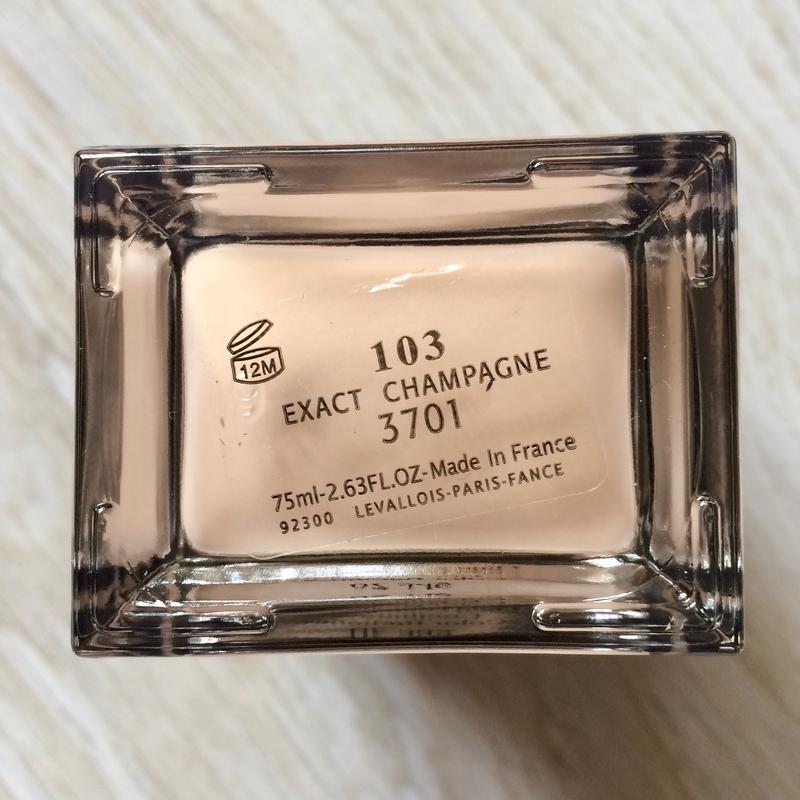 12M
103
EXACT CHAMPAGNE
3701
75ml-2.63FL.OZ-Made In France
92300 LEVALLOIS-PARIS-FANCE